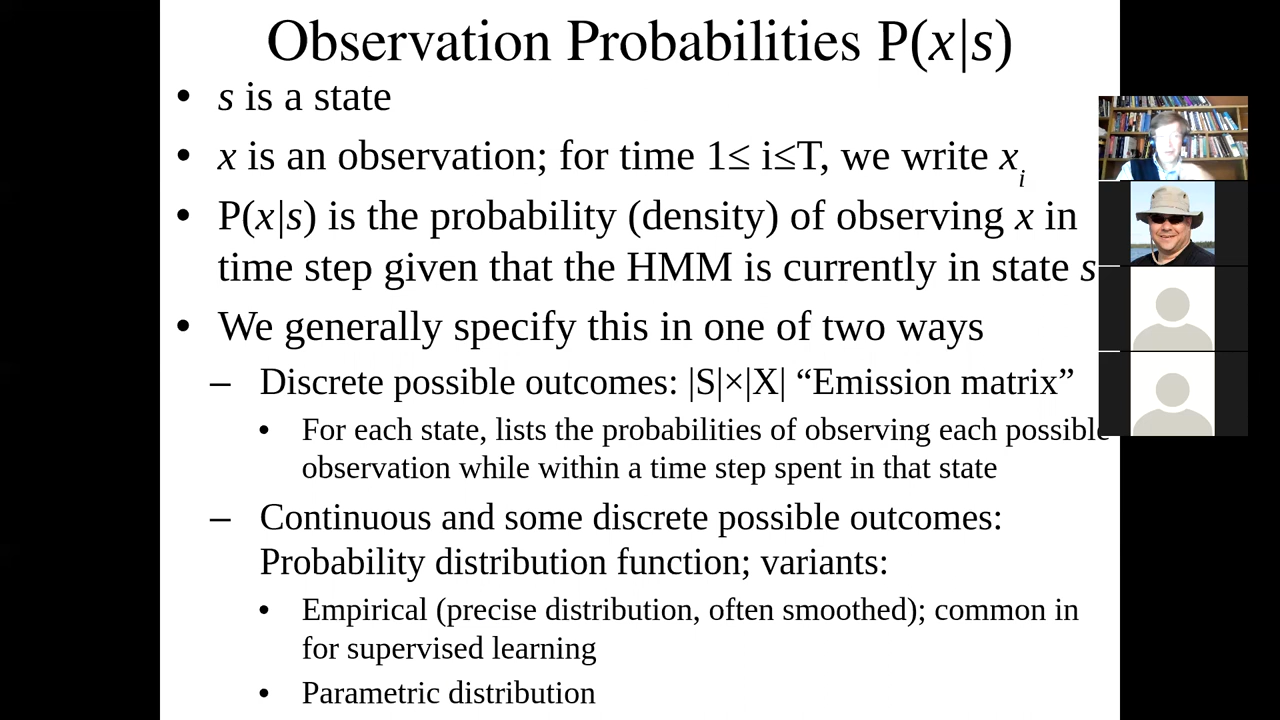 Observation Probabilities P(x|s)
• s is a state
• x is an observation; for time 1≤ i≤T, we write xᵢ
• P(x|s) is the probability (density) of observing x in
time step given that the HMM is currently in state s
• We generally specify this in one of two ways
– Discrete possible outcomes: |S|×|X| “Emission matrix”
• For each state, lists the probabilities of observing each possible
observation while within a time step spent in that state
– Continuous and some discrete possible outcomes:
Probability distribution function; variants:
• Empirical (precise distribution, often smoothed); common in
for supervised learning
• Parametric distribution